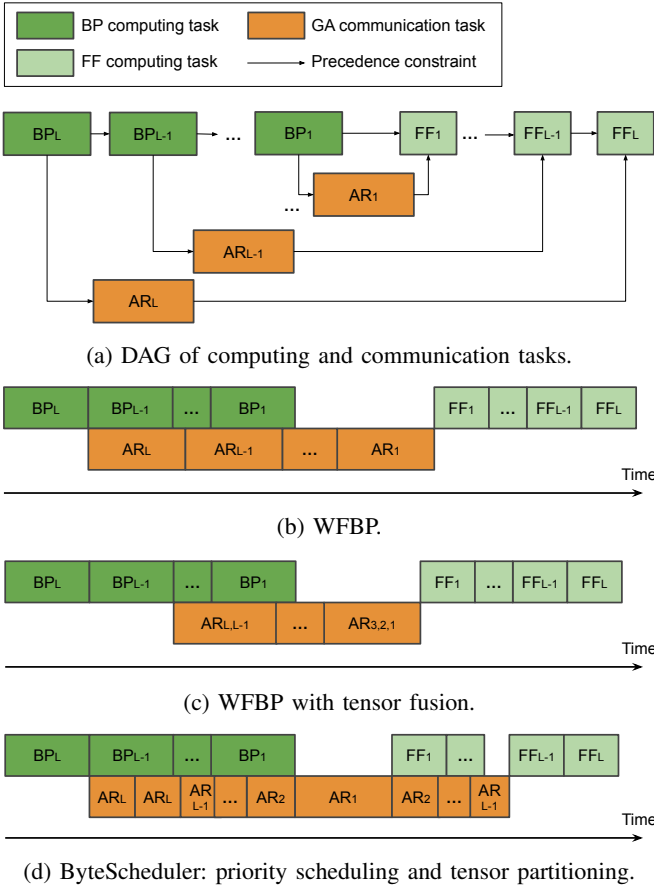 BP computing task GA communication task
FF computing task Precedence constraint
BPL BPL-1 ... BP1 FF1 ... FFL-1 FFL
... AR1
ARL-1
ARL
(a) DAG of computing and communication tasks.
BPL BPL-1 ... BP1 FF1 ... FFL-1 FFL
ARL ARL-1 ... AR1
Time
(b) WFBP.
BPL BPL-1 ... BP1 FF1 ... FFL-1 FFL
ARL,L-1 ... AR3,2,1
Time
(c) WFBP with tensor fusion.
BPL BPL-1 ... BP1 FF1 ... FFL-1 FFL
ARL ARL AR L-1 ... AR2 AR1 AR2 ... AR L-1
Time
(d) ByteScheduler: priority scheduling and tensor partitioning.